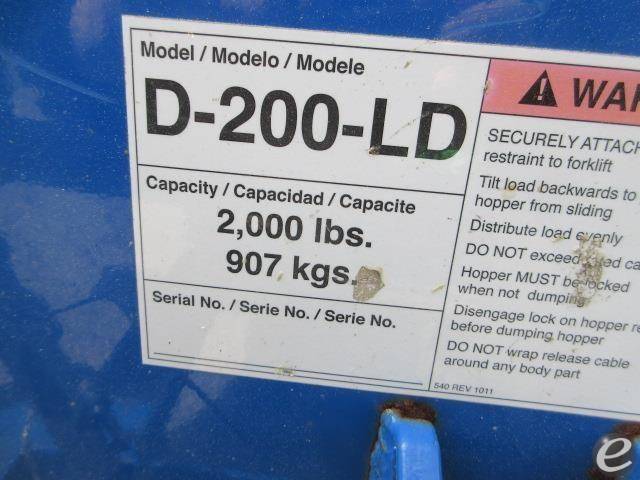 Model / Modelo / Modele
D-200-LD
Capacity / Capacidad / Capacite
2,000 lbs.
907 kgs.
Serial No. / Serie No. / Serie No.
SECURELY ATTACH
restraint to forklift
Tilt load backwards to
hopper from sliding
Distribute load evenly
DO NOT exceed
Hopper MUST be locked
when not dumping
Disengage lock on hopper
before dumping hopper
DO NOT wrap release cable
around any body part
540 REV 1011
e